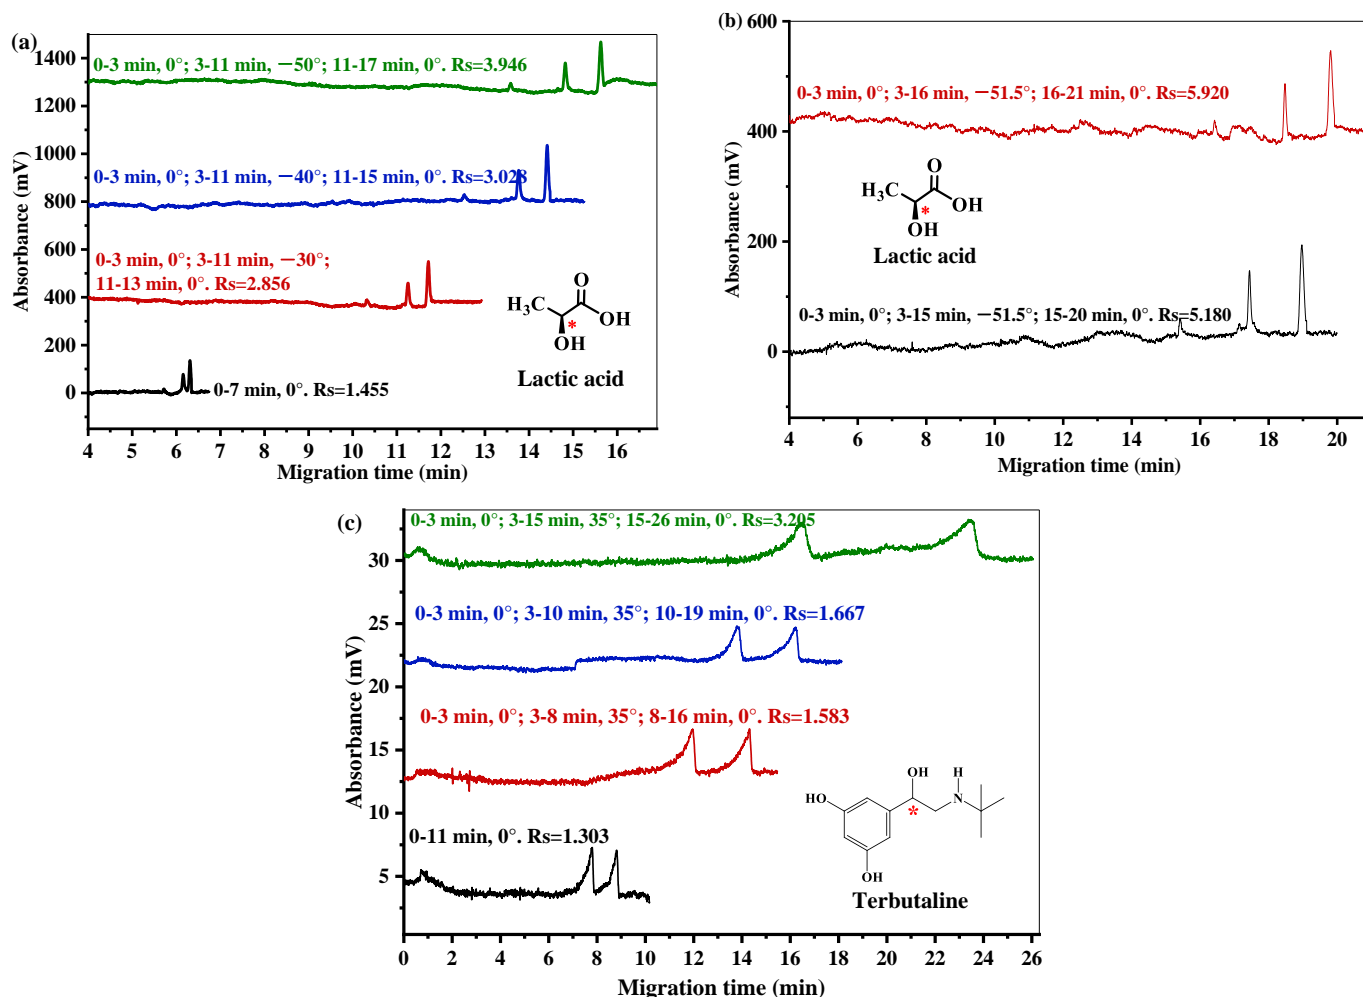 (a)
0-3 min, 0°; 3-11 min, －50°; 11-17 min, 0°. Rs=3.946
0-3 min, 0°; 3-11 min, －40°; 11-15 min, 0°. Rs=3.028
0-3 min, 0°; 3-11 min, －30°;
11-13 min, 0°. Rs=2.856
0-7 min, 0°. Rs=1.455
H₃C
O
OH
*
OH
Lactic acid
Absorbance (mV)
1400
1200
1000
800
600
400
200
0
4 5 6 7 8 9 10 11 12 13 14 15 16
Migration time (min)
(b)
0-3 min, 0°; 3-16 min, －51.5°; 16-21 min, 0°. Rs=5.920
H₃C
O
OH
*
OH
Lactic acid
0-3 min, 0°; 3-15 min, －51.5°; 15-20 min, 0°. Rs=5.180
Absorbance (mV)
600
400
200
0
4 6 8 10 12 14 16 18 20
Migration time (min)
(c)
0-3 min, 0°; 3-15 min, 35°; 15-26 min, 0°. Rs=3.205
0-3 min, 0°; 3-10 min, 35°; 10-19 min, 0°. Rs=1.667
0-3 min, 0°; 3-8 min, 35°; 8-16 min, 0°. Rs=1.583
0-11 min, 0°. Rs=1.303
OH
H
HO
N
*
OH
Terbutaline
Absorbance (mV)
30
25
20
15
10
5
0 2 4 6 8 10 12 14 16 18 20 22 24 26
Migration time (min)